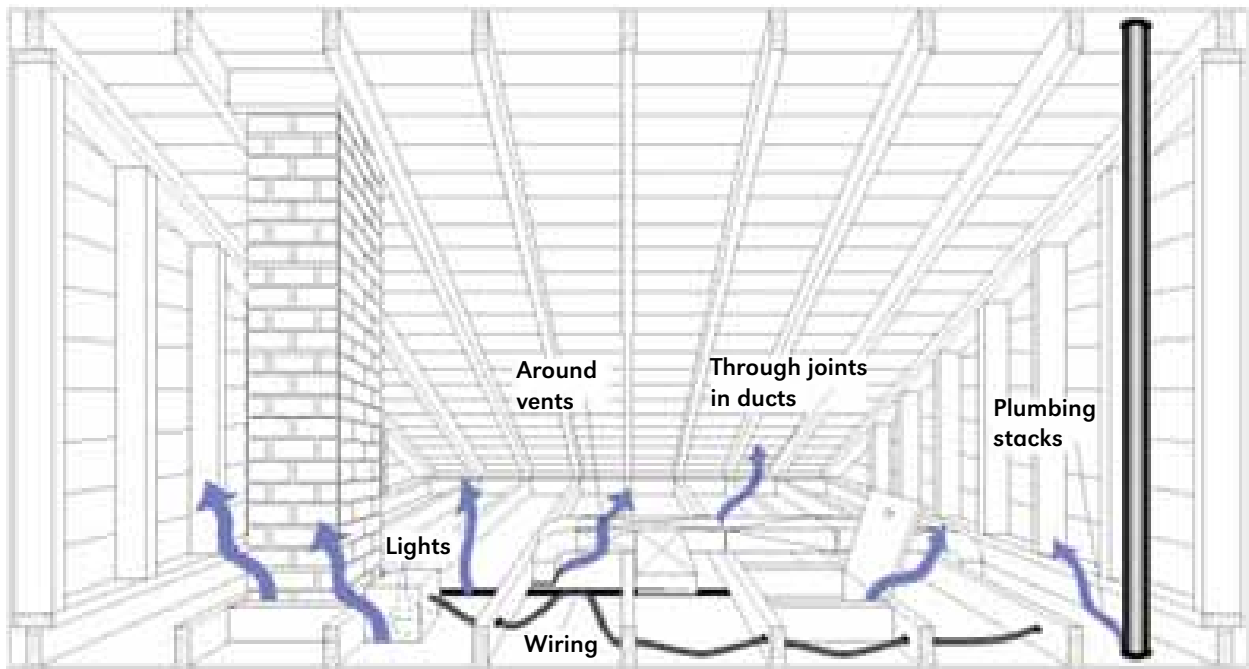 Around
vents
Through joints
in ducts
Plumbing
stacks
Lights
Wiring